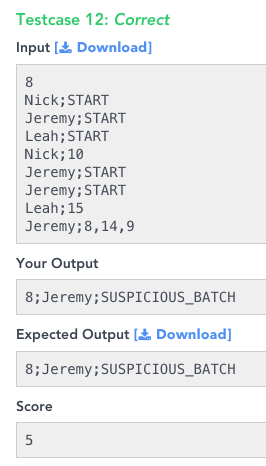 Testcase 12: Correct
Input [Download]
8
Nick;START
Jeremy;START
Leah;START
Nick;10
Jeremy;START
Jeremy;START
Leah;15
Jeremy;8,14,9
Your Output
8;Jeremy;SUSPICIOUS_BATCH
Expected Output [Download]
8;Jeremy;SUSPICIOUS_BATCH
Score
5